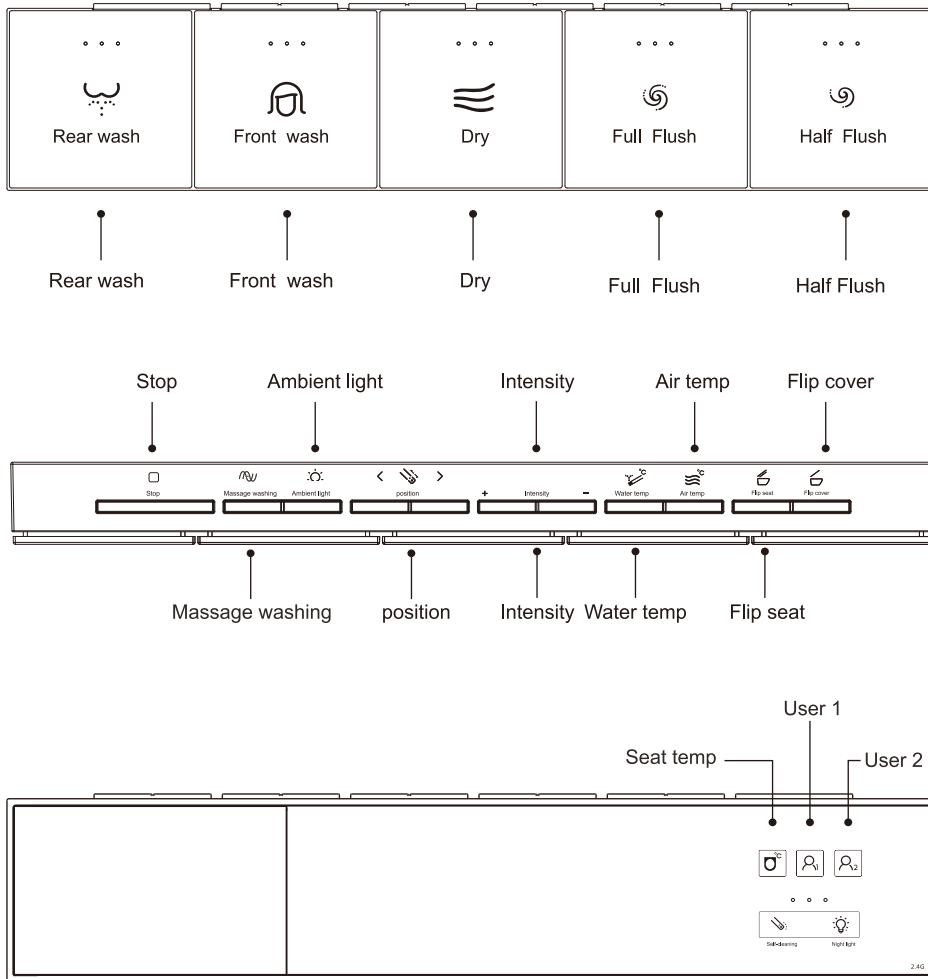 Rear wash Front wash Dry Full Flush Half Flush
Rear wash Front wash Dry Full Flush Half Flush
Stop Ambient light Intensity Air temp Flip cover
°C °C
< >
Stop Massage washing Ambient light position + Intensity − Water temp Air temp Flip seat Flip cover
Massage washing position Intensity Water temp Flip seat
User 1
Seat temp User 2
°C 1 2
Self-cleaning Night light
2.4G